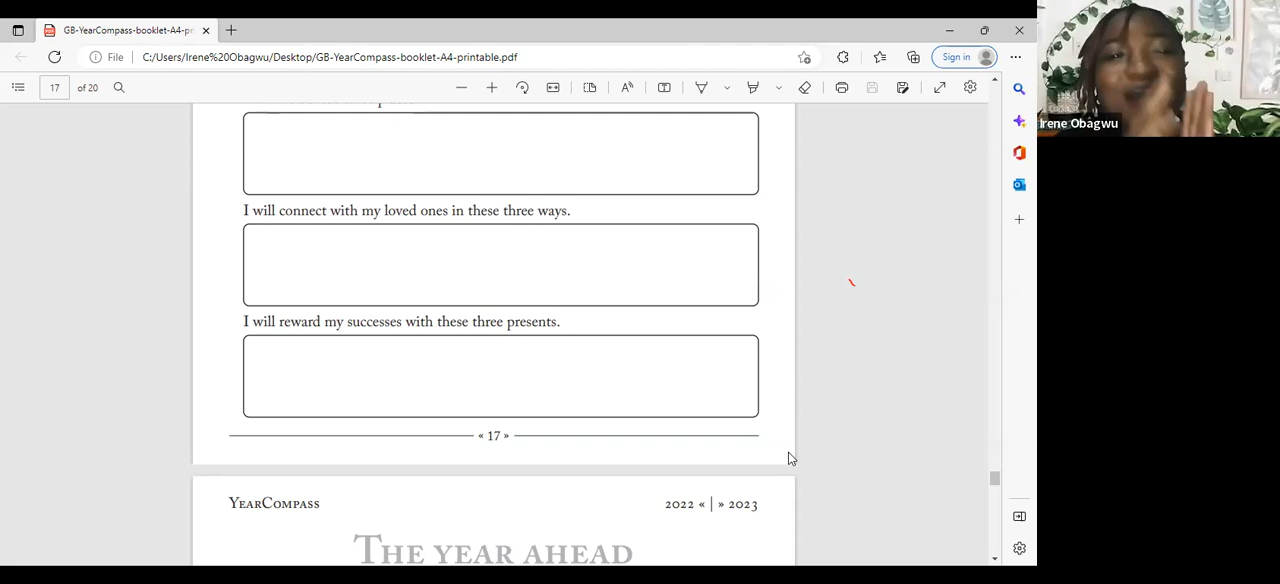 GB-YearCompass-booklet-A4-pr
File
C:/Users/Irene%20Obagwu/Desktop/GB-YearCompass-booklet-A4-printable.pdf
Sign in
17
of 20
I will connect with my loved ones in these three ways.
I will reward my successes with these three presents.
« 17 »
YearCompass
2022 « | » 2023
The year ahead
Irene Obagwu